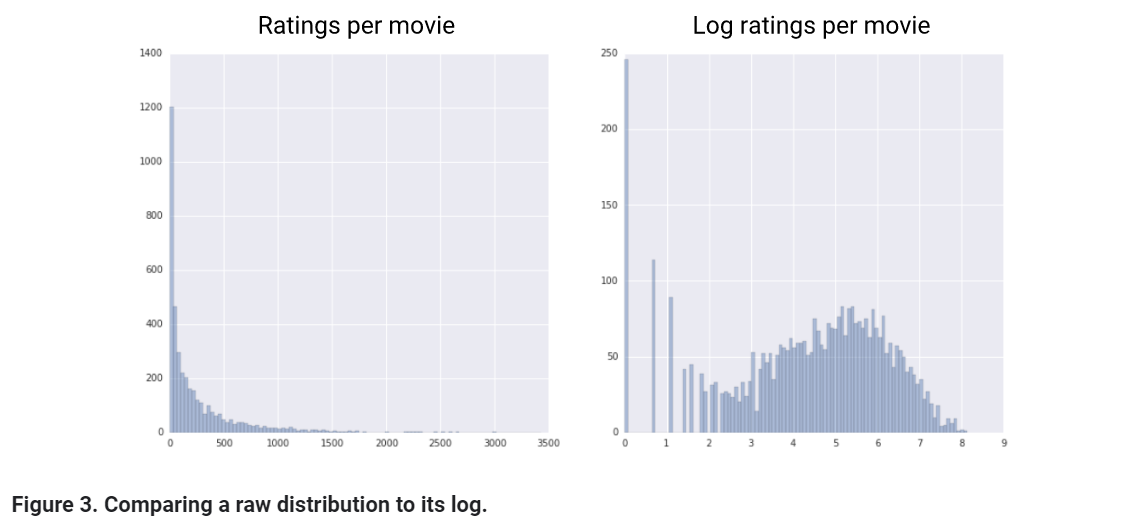 Ratings per movie
Log ratings per movie
1400
1200
1000
800
600
400
200
0
0 500 1000 1500 2000 2500 3000 3500
250
200
150
100
50
0
0 1 2 3 4 5 6 7 8 9
Figure 3. Comparing a raw distribution to its log.